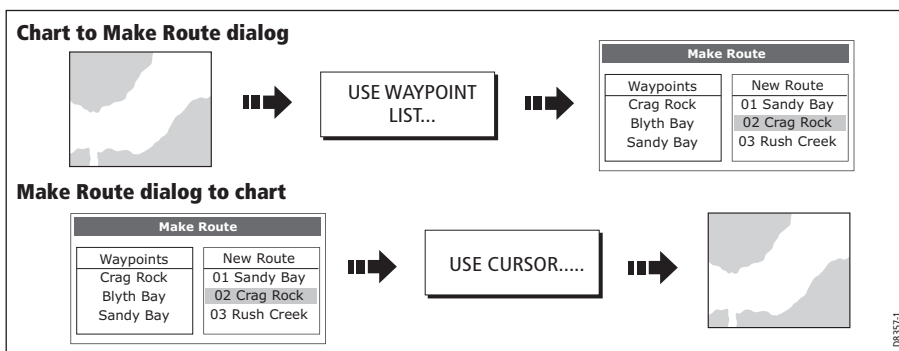 Chart to Make Route dialog
USE WAYPOINT
LIST...
Make Route
Waypoints
Crag Rock
Blyth Bay
Sandy Bay
New Route
01 Sandy Bay
02 Crag Rock
03 Rush Creek
Make Route dialog to chart
Make Route
Waypoints
Crag Rock
Blyth Bay
Sandy Bay
New Route
01 Sandy Bay
02 Crag Rock
03 Rush Creek
USE CURSOR.....
D8357-1